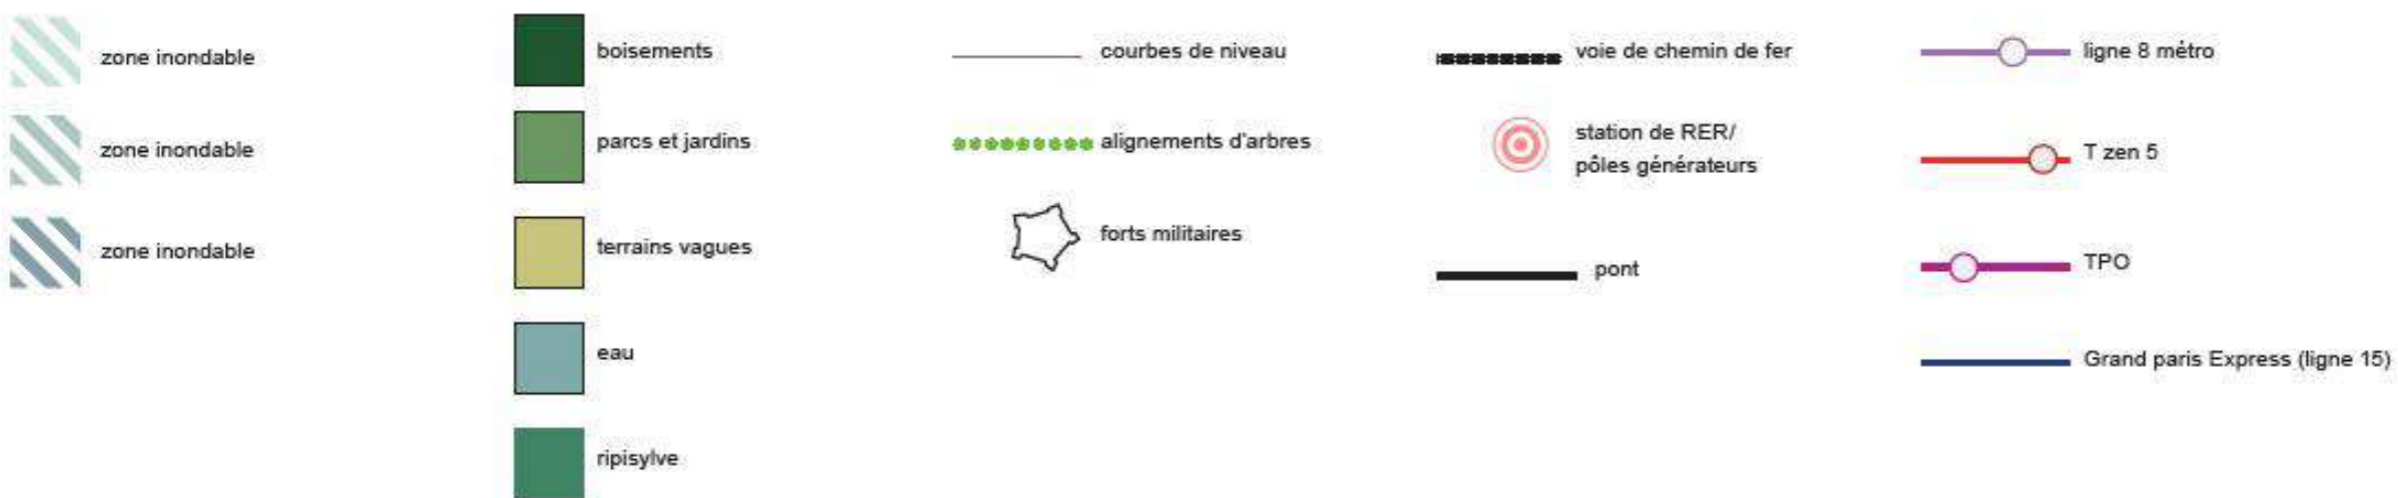 zone inondable
zone inondable
zone inondable
boisements
parcs et jardins
terrains vagues
eau
ripisylve
courbes de niveau
alignements d'arbres
forts militaires
voie de chemin de fer
station de RER/
pôles générateurs
pont
ligne 8 métro
T zen 5
TPO
Grand paris Express (ligne 15)